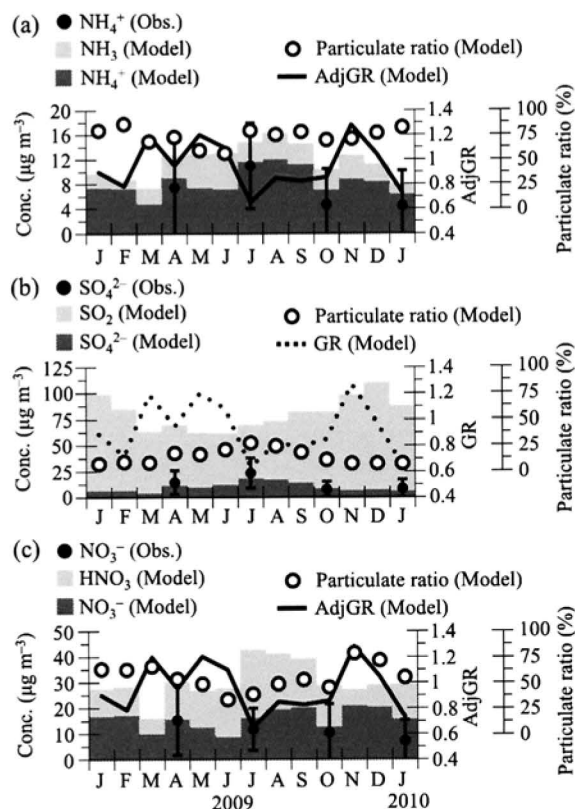 (a) ● NH₄⁺ (Obs.)
NH₃ (Model) ○ Particulate ratio (Model)
NH₄⁺ (Model) — AdjGR (Model)
Conc. (μg m⁻³)
20
16
12
8
4
0
1.4
1.2
1
0.8
0.6
0.4
AdjGR
100
75
50
25
0
Particulate ratio (%)
J F M A M J J A S O N D J
(b) ● SO₄²⁻ (Obs.)
SO₂ (Model) ○ Particulate ratio (Model)
SO₄²⁻ (Model) ···· GR (Model)
Conc. (μg m⁻³)
125
100
75
50
25
0
1.4
1.2
1
0.8
0.6
0.4
GR
100
75
50
25
0
Particulate ratio (%)
J F M A M J J A S O N D J
(c) ● NO₃⁻ (Obs.)
HNO₃ (Model) ○ Particulate ratio (Model)
NO₃⁻ (Model) — AdjGR (Model)
Conc. (μg m⁻³)
50
40
30
20
10
0
1.4
1.2
1
0.8
0.6
0.4
AdjGR
100
75
50
25
0
Particulate ratio (%)
J F M A M J J A S O N D J
2009 2010